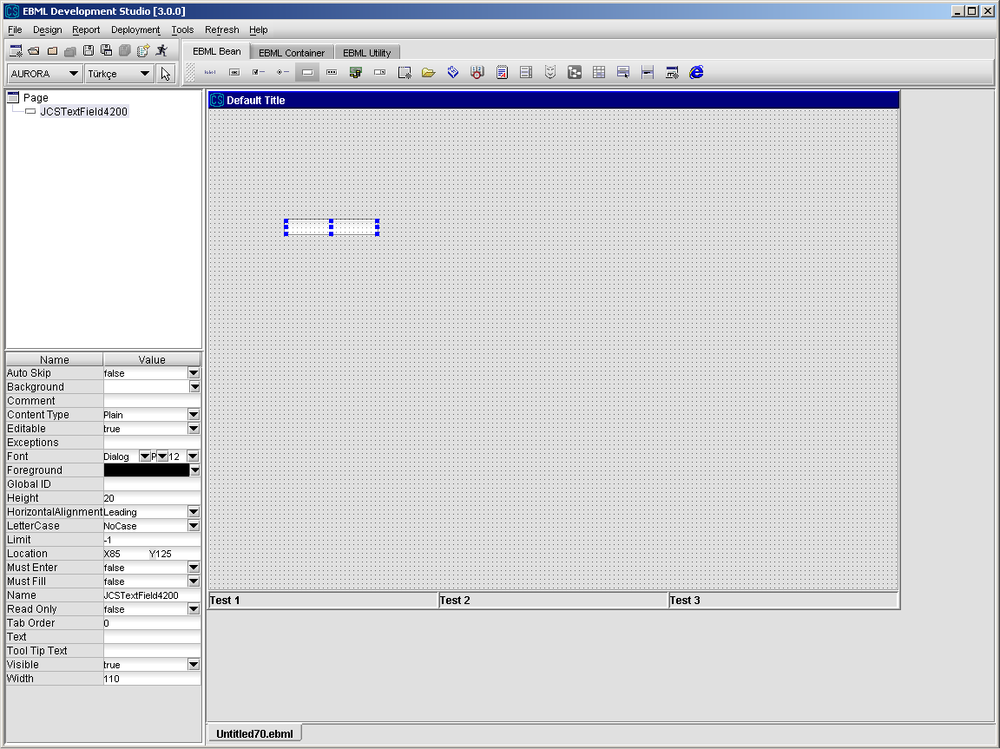 EBML Development Studio [3.0.0]
File Design Report Deployment Tools Refresh Help
EBML Bean EBML Container EBML Utility
AURORA Türkçe label
Page
JCSTextField4200
CS Default Title
Test 1 Test 2 Test 3
Name Value
Auto Skip false
Background
Comment
Content Type Plain
Editable true
Exceptions
Font Dialog P 12
Foreground
Global ID
Height 20
HorizontalAlignment Leading
LetterCase NoCase
Limit -1
Location X85 Y125
Must Enter false
Must Fill false
Name JCSTextField4200
Read Only false
Tab Order 0
Text
Tool Tip Text
Visible true
Width 110
Untitled70.ebml